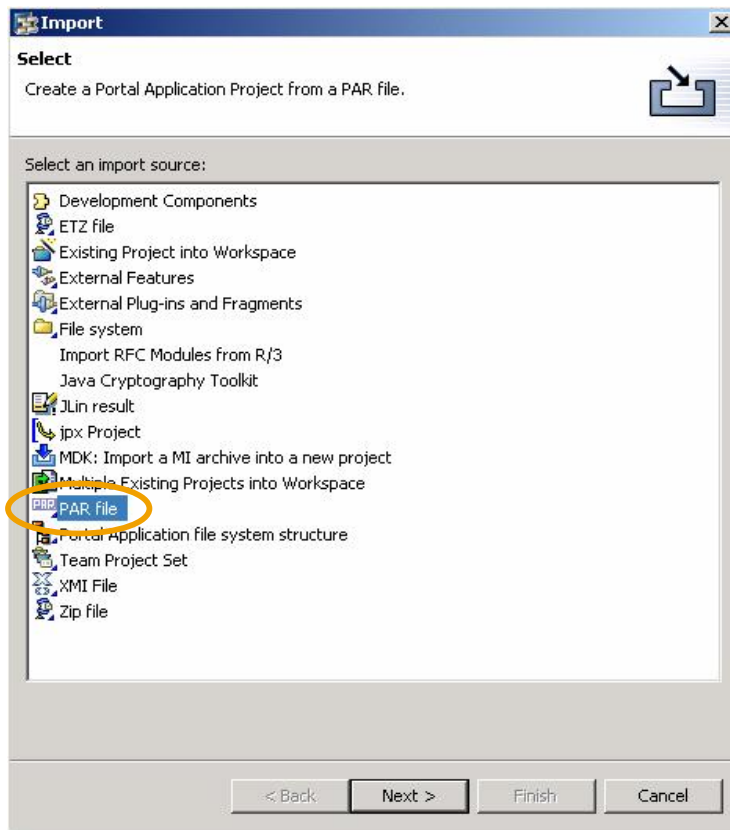 Import
Select
Create a Portal Application Project from a PAR file.
Select an import source:
Development Components
ETZ file
Existing Project into Workspace
External Features
External Plug-ins and Fragments
File system
Import RFC Modules from R/3
Java Cryptography Toolkit
JLin result
jpx Project
MDK: Import a MI archive into a new project
Multiple Existing Projects into Workspace
PAR file
Portal Application file system structure
Team Project Set
XMI File
Zip file
< Back Next > Finish Cancel